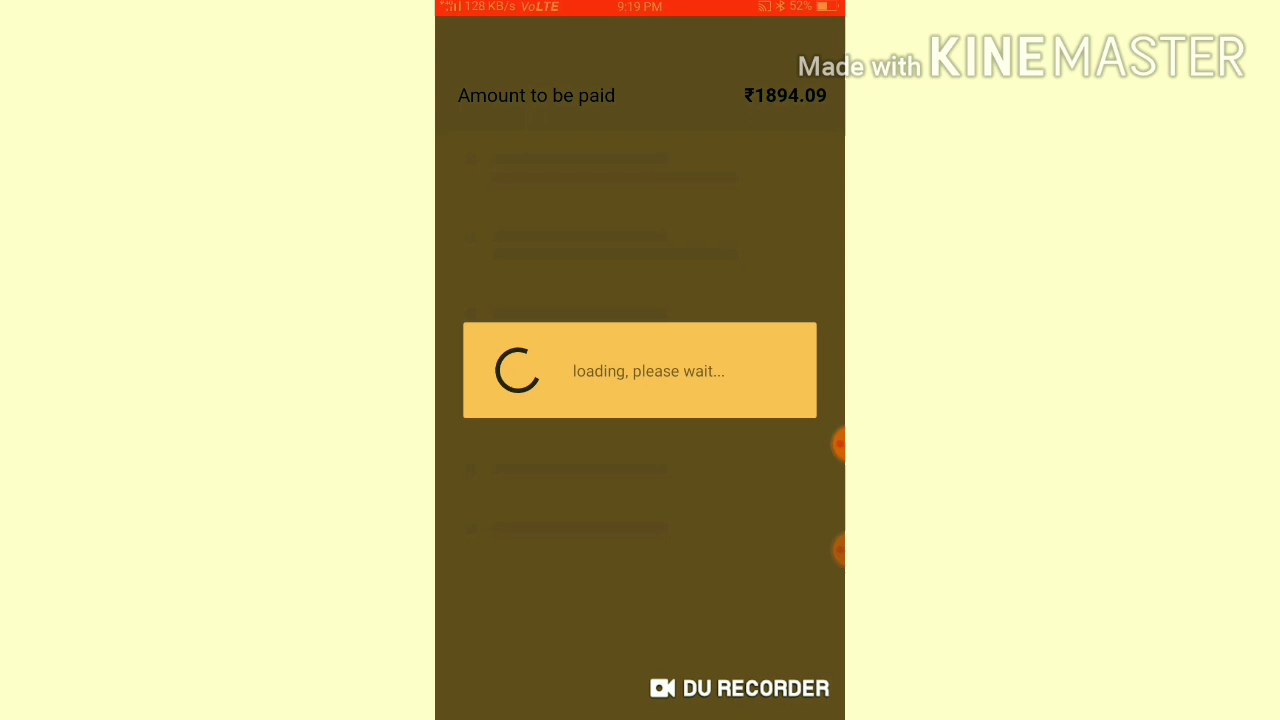 128 KB/s VoLTE 9:19 PM 52%
Made with KINEMASTER
Amount to be paid ₹1894.09
loading, please wait...
DU RECORDER